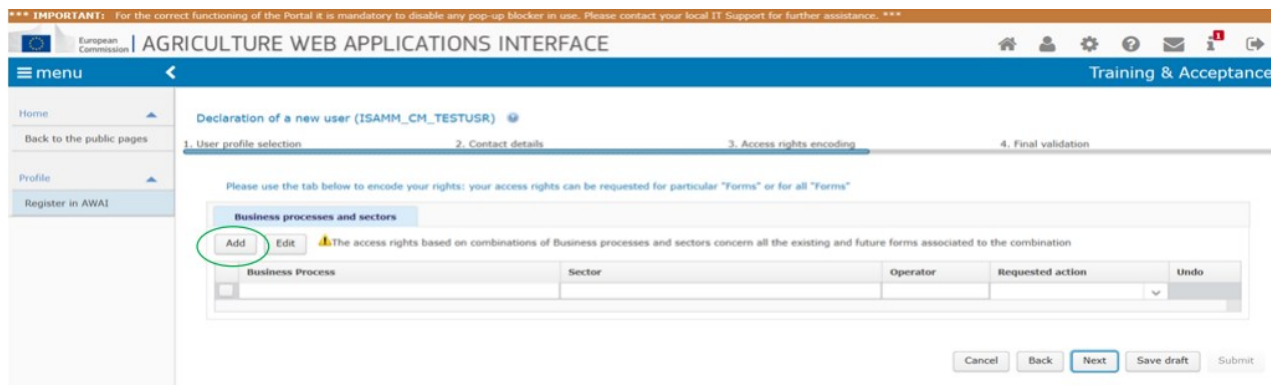 *** IMPORTANT: For the correct functioning of the Portal it is mandatory to disable any pop-up blocker in use. Please contact your local IT Support for further assistance. ***
European Commission AGRICULTURE WEB APPLICATIONS INTERFACE 1
menu Training & Acceptance
Home
Back to the public pages
Profile
Register in AWAI
Declaration of a new user (ISAMM_CM_TESTUSR)
1. User profile selection 2. Contact details 3. Access rights encoding 4. Final validation
Please use the tab below to encode your rights: your access rights can be requested for particular "Forms" or for all "Forms"
Business processes and sectors
Add Edit The access rights based on combinations of Business processes and sectors concern all the existing and future forms associated to the combination
Business Process Sector Operator Requested action Undo
Cancel Back Next Save draft Submit